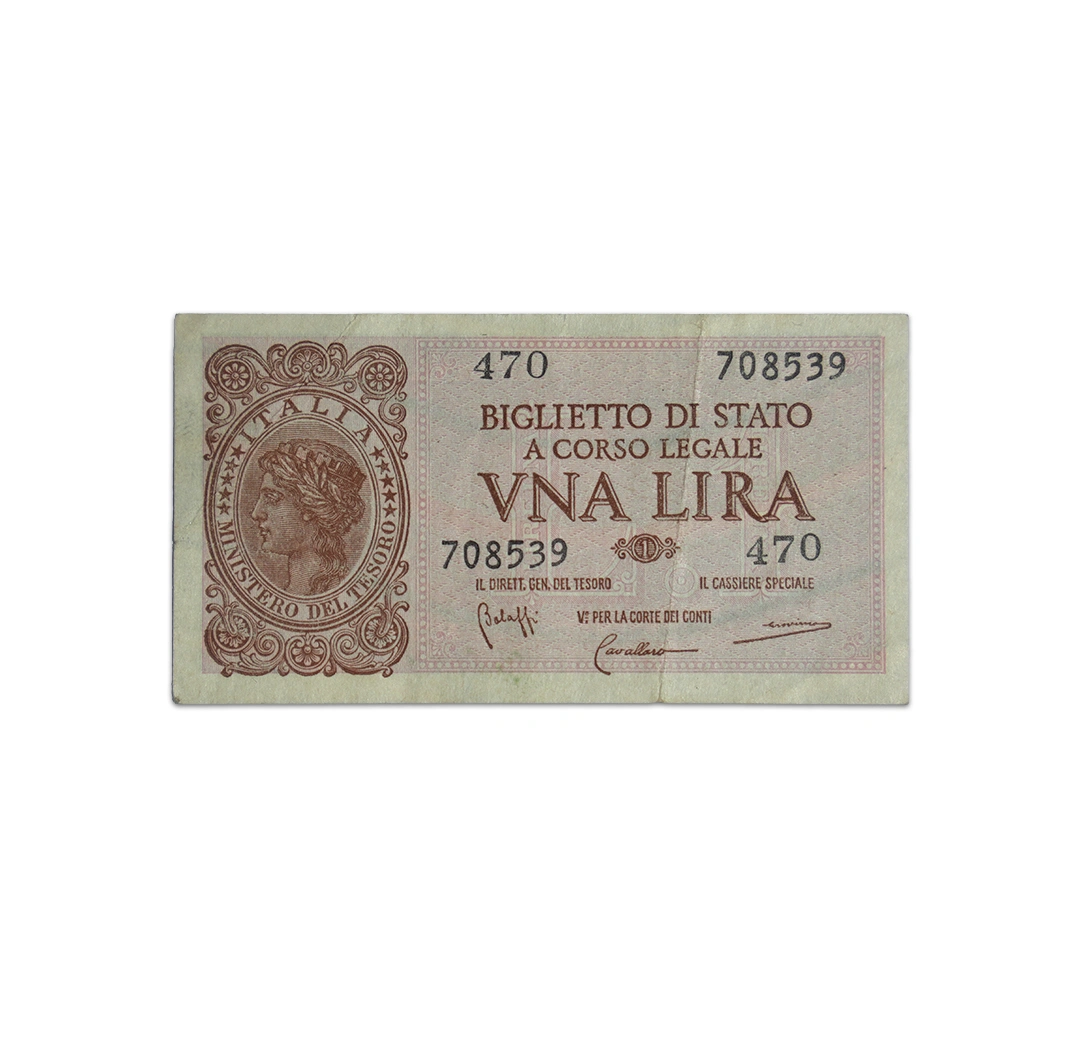 ITALIA
MINISTERO DEL TESORO
470 708539
BIGLIETTO DI STATO
A CORSO LEGALE
VNA LIRA
708539 1 470
IL DIRETT. GEN. DEL TESORO IL CASSIERE SPECIALE
Vº PER LA CORTE DEI CONTI
Bolaffi
Cavallaro